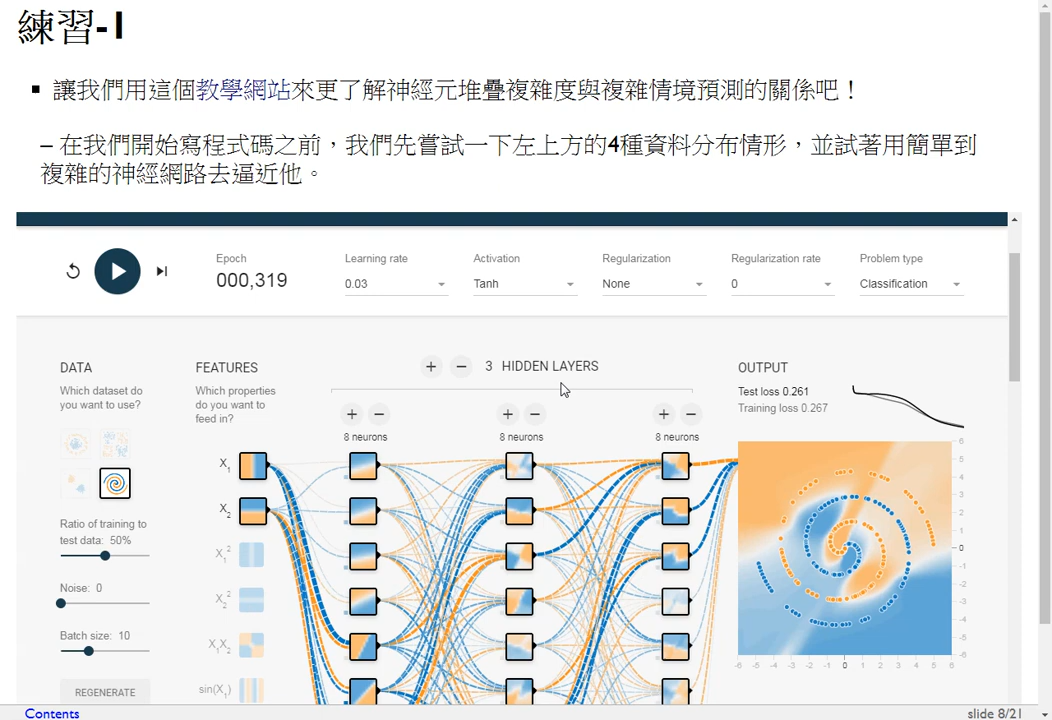 練習-1
▪ 讓我們用這個教學網站來更了解神經元堆疊複雜度與複雜情境預測的關係吧！
– 在我們開始寫程式碼之前，我們先嘗試一下左上方的4種資料分布情形，並試著用簡單到
複雜的神經網路去逼近他。
Epoch
000,319
Learning rate
0.03
Activation
Tanh
Regularization
None
Regularization rate
0
Problem type
Classification
DATA
Which dataset do
you want to use?
Ratio of training to
test data: 50%
Noise: 0
Batch size: 10
REGENERATE
FEATURES
Which properties
do you want to
feed in?
X1
X2
X1²
X2²
X1X2
sin(X1)
+ − 3 HIDDEN LAYERS
+ −
8 neurons
+ −
8 neurons
+ −
8 neurons
OUTPUT
Test loss 0.261
Training loss 0.267
6
5
4
3
2
1
0
-1
-2
-3
-4
-5
-6
-6 -5 -4 -3 -2 -1 0 1 2 3 4 5 6
Contents
slide 8/21